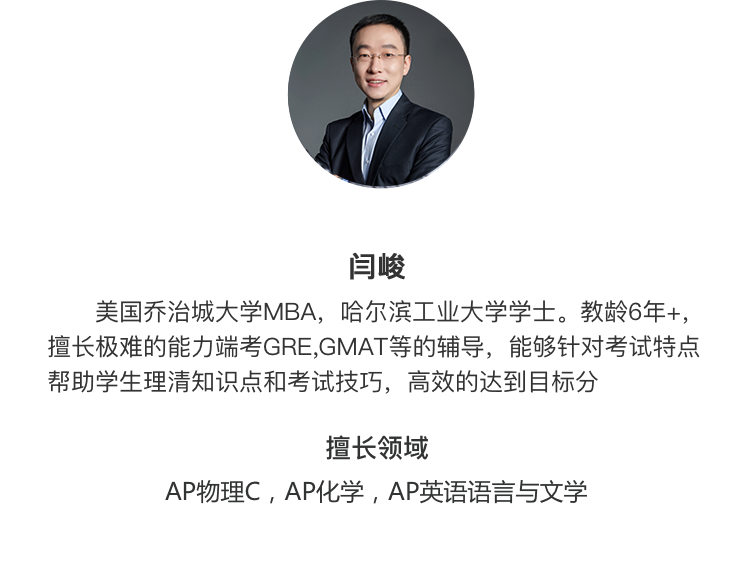 闫峻
美国乔治城大学MBA，哈尔滨工业大学学士。教龄6年+，
擅长极难的能力端考GRE,GMAT等的辅导，能够针对考试特点
帮助学生理清知识点和考试技巧，高效的达到目标分
擅长领域
AP物理C，AP化学，AP英语语言与文学